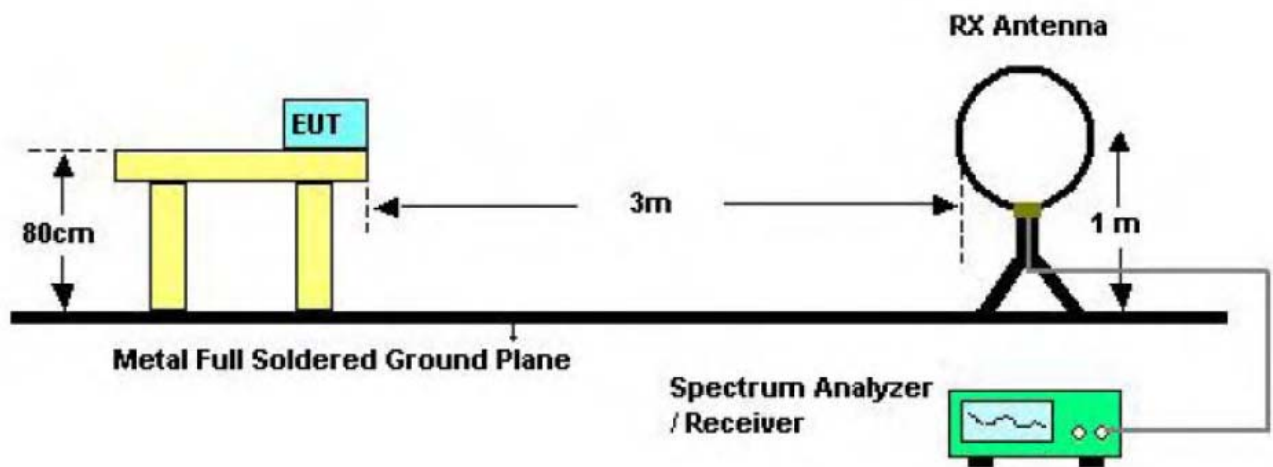 RX Antenna
EUT
80cm
3m
1 m
Metal Full Soldered Ground Plane
Spectrum Analyzer
/ Receiver